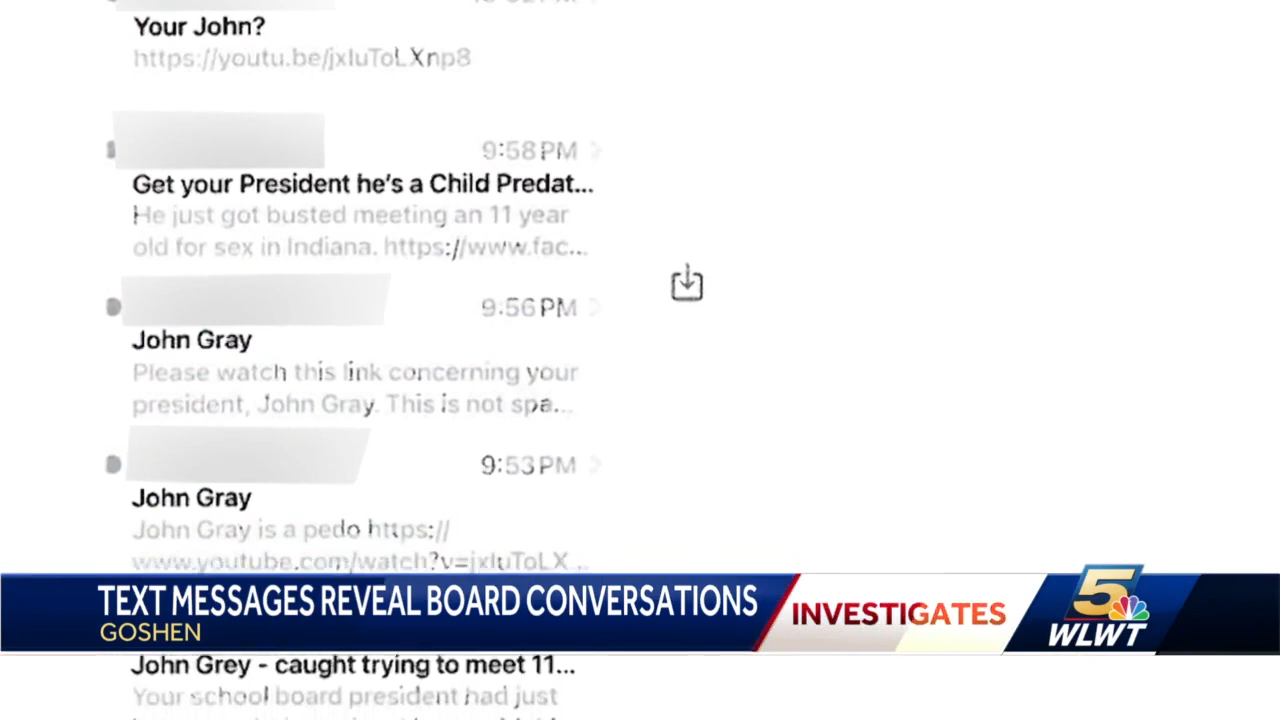 Your John?
https://youtu.be/jxIuToLXnp8
9:58 PM
Get your President he's a Child Predat...
He just got busted meeting an 11 year
old for sex in Indiana. https://www.fac...
9:56 PM
John Gray
Please watch this link concerning your
president, John Gray. This is not spa...
9:53 PM
John Gray
John Gray is a pedo https://
www.youtube.com/watch?v=jxIuToLX...
TEXT MESSAGES REVEAL BOARD CONVERSATIONS
GOSHEN
INVESTIGATES
5
WLWT
John Grey - caught trying to meet 11...
Your school board president had just